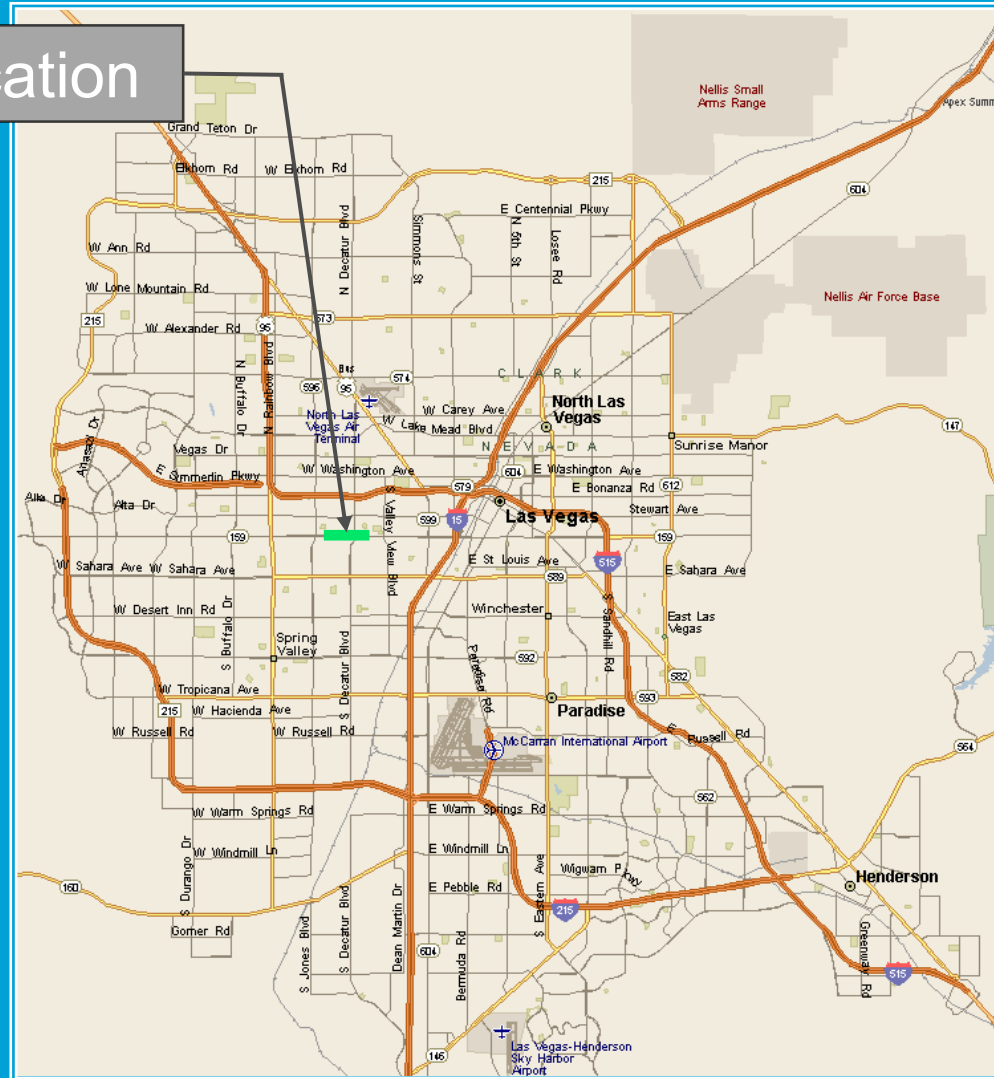 cation
Nellis Small
Arms Range
Apex Summ
Grand Teton Dr
Elkhorn Rd
W Elkhorn Rd
215
604
E Centennial Pkwy
N Decatur Blvd
Simmons St
N 5th St
Losee Rd
W Ann Rd
W Lone Mountain Rd
Nellis Air Force Base
215
W Alexander Rd
95
573
N Buffalo Dr
N Rainbow Blvd
Bus
95
596
574
C L A R K
North Las
Vegas Air
Terminal
W Carey Ave
W Lake Mead Blvd
North Las
Vegas
147
Anasazi Dr
Vegas Dr
N E V A D A
Sunrise Manor
Summerlin Pkwy
W Washington Ave
604
E Washington Ave
579
E Bonanza Rd
612
Alta Dr
Alta Dr
S Valley View Blvd
599
15
Las Vegas
Stewart Ave
159
159
W Sahara Ave
W Sahara Ave
E St Louis Ave
515
589
E Sahara Ave
W Desert Inn Rd
S Buffalo Dr
Winchester
S Sandhill Rd
East Las
Vegas
Spring
Valley
S Decatur Blvd
Paradise Rd
592
582
W Tropicana Ave
593
215
W Hacienda Ave
Paradise
W Russell Rd
W Russell Rd
E Russell Rd
McCarran International Airport
564
562
W Warm Springs Rd
E Warm Springs Rd
W Windmill Ln
E Windmill Ln
Wigwam Pkwy
160
S Durango Dr
E Pebble Rd
Henderson
215
S Eastern Ave
Gomer Rd
S Jones Blvd
S Decatur Blvd
Dean Martin Dr
604
Bermuda Rd
Greenway Rd
515
146
Las Vegas-Henderson
Sky Harbor
Airport